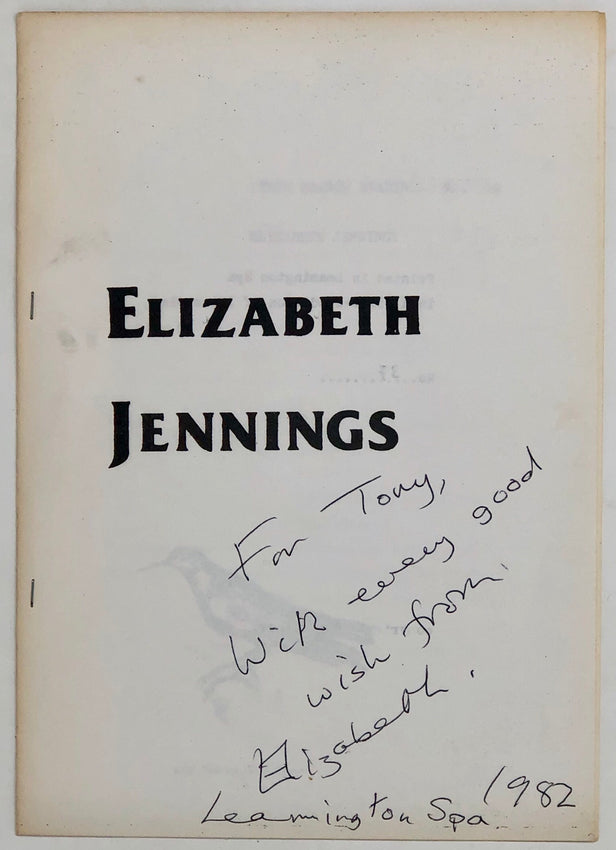 ELIZABETH
JENNINGS
For Tony,
With every good
wish from
Elizabeth.
Leamington Spa 1982